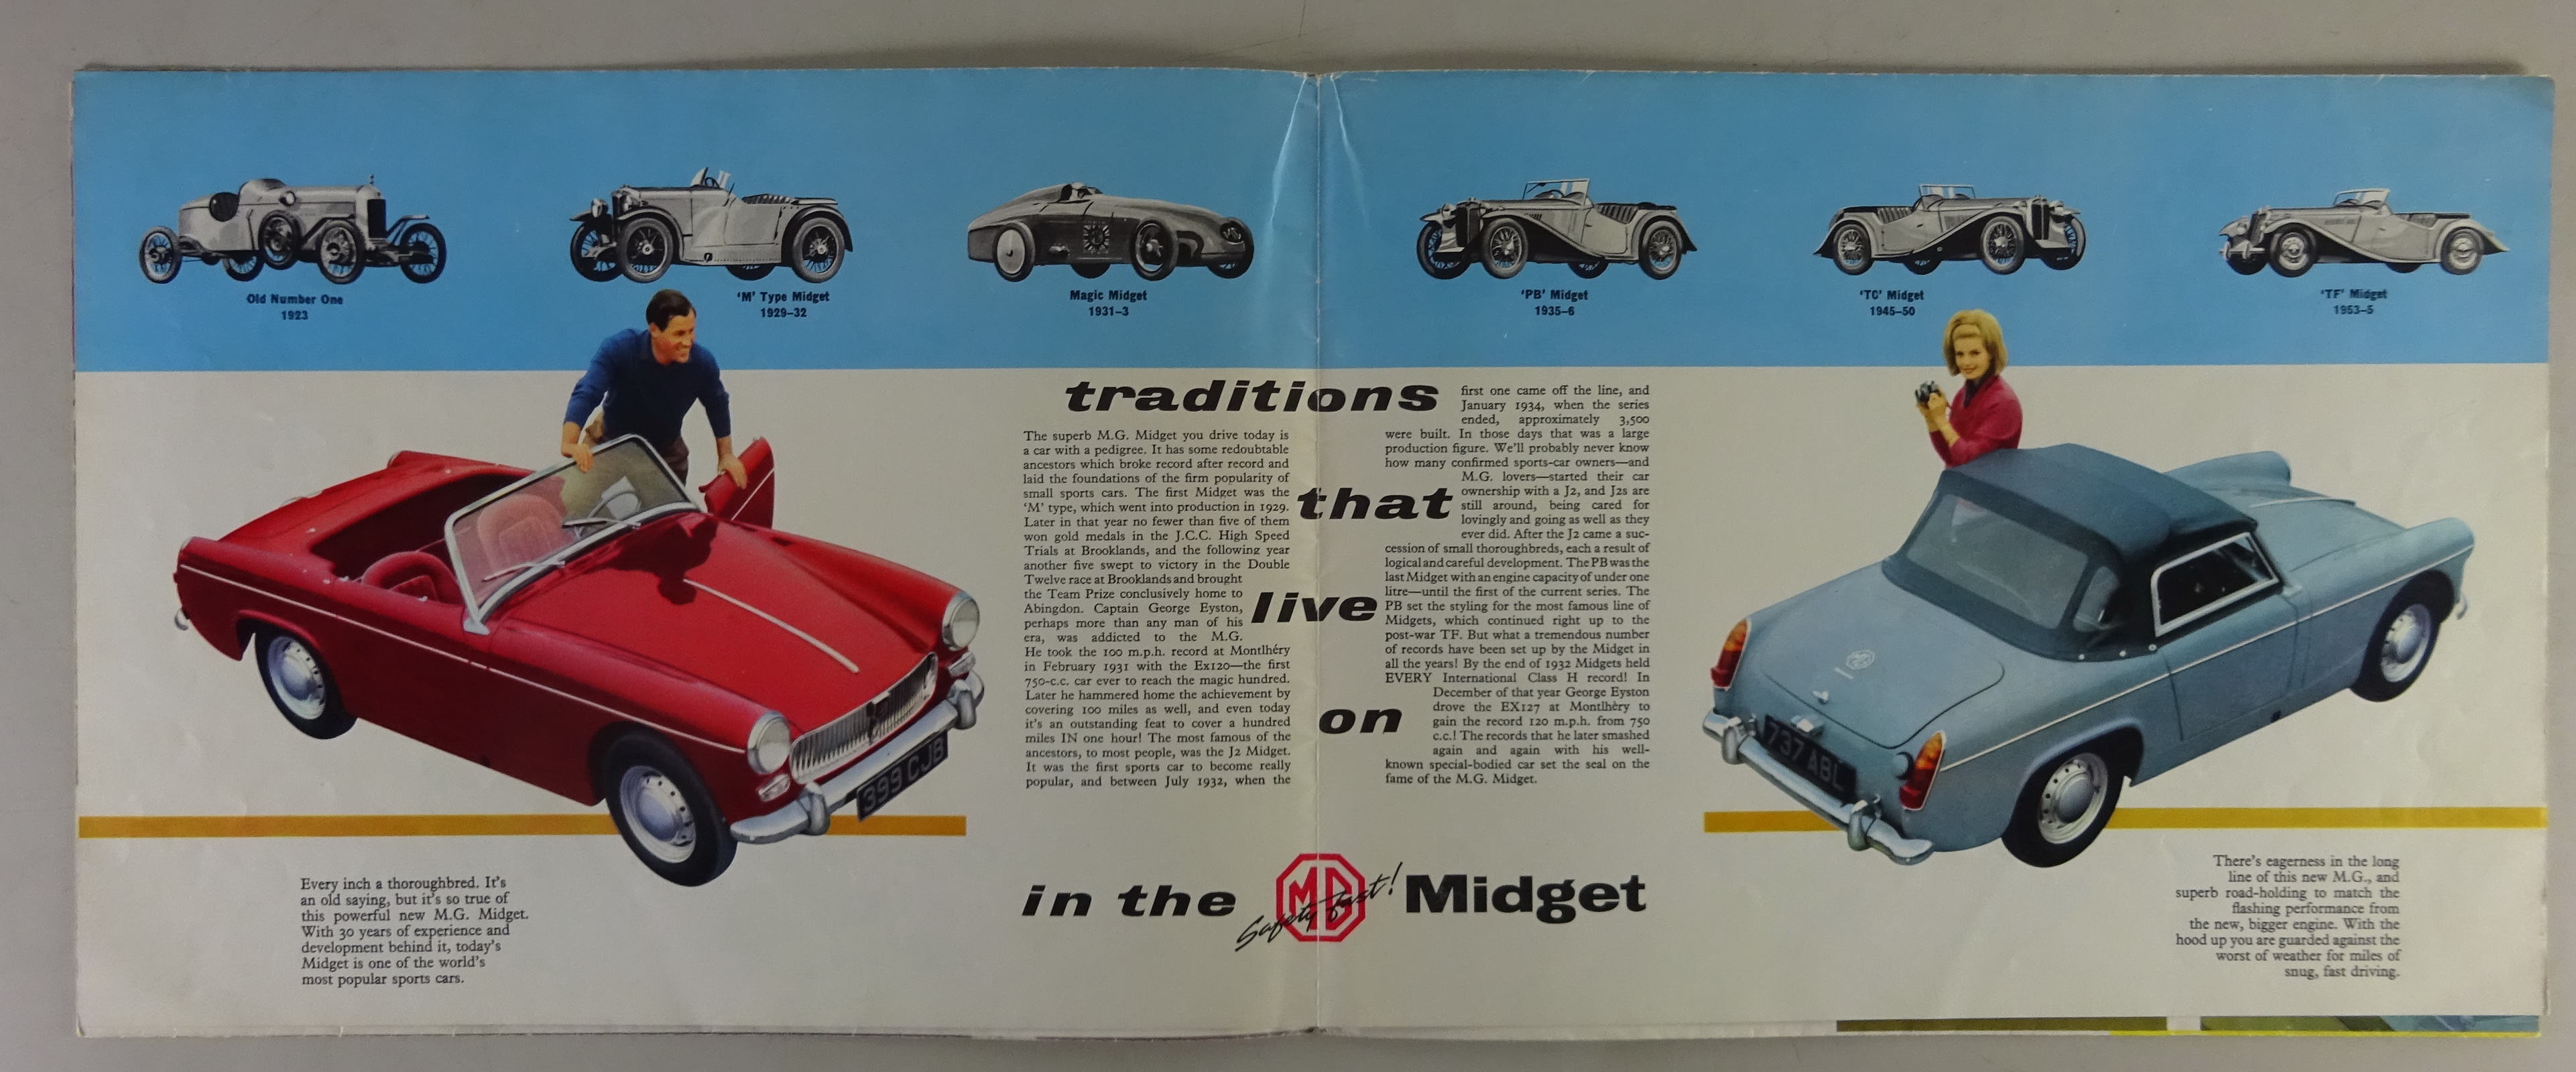 Old Number One
1923
'M' Type Midget
1929–32
Magic Midget
1931–3
'PB' Midget
1935–6
'TC' Midget
1945–50
'TF' Midget
1953–5
traditions
that
live
on
in the
MG
Safety fast!
Midget
The superb M.G. Midget you drive today is
a car with a pedigree. It has some redoubtable
ancestors which broke record after record and
laid the foundations of the firm popularity of
small sports cars. The first Midget was the
'M' type, which went into production in 1929.
Later in that year no fewer than five of them
won gold medals in the J.C.C. High Speed
Trials at Brooklands, and the following year
another five swept to victory in the Double
Twelve race at Brooklands and brought
the Team Prize conclusively home to
Abingdon. Captain George Eyston,
perhaps more than any man of his
era, was addicted to the M.G.
He took the 100 m.p.h. record at Montlhéry
in February 1931 with the Ex120—the first
750-c.c. car ever to reach the magic hundred.
Later he hammered home the achievement by
covering 100 miles as well, and even today
it's an outstanding feat to cover a hundred
miles IN one hour! The most famous of the
ancestors, to most people, was the J2 Midget.
It was the first sports car to become really
popular, and between July 1932, when the
first one came off the line, and
January 1934, when the series
ended, approximately 3,500
were built. In those days that was a large
production figure. We'll probably never know
how many confirmed sports-car owners—and
M.G. lovers—started their car
ownership with a J2, and J2s are
still around, being cared for
lovingly and going as well as they
ever did. After the J2 came a suc-
cession of small thoroughbreds, each a result of
logical and careful development. The PB was the
last Midget with an engine capacity of under one
litre—until the first of the current series. The
PB set the styling for the most famous line of
Midgets, which continued right up to the
post-war TF. But what a tremendous number
of records have been set up by the Midget in
all the years! By the end of 1932 Midgets held
EVERY International Class H record! In
December of that year George Eyston
drove the EX127 at Montlhèry to
gain the record 120 m.p.h. from 750
c.c.! The records that he later smashed
again and again with his well-
known special-bodied car set the seal on the
fame of the M.G. Midget.
399 CJB
737 ABL
Every inch a thoroughbred. It's
an old saying, but it's so true of
this powerful new M.G. Midget.
With 30 years of experience and
development behind it, today's
Midget is one of the world's
most popular sports cars.
There's eagerness in the long
line of this new M.G., and
superb road-holding to match the
flashing performance from
the new, bigger engine. With the
hood up you are guarded against the
worst of weather for miles of
snug, fast driving.